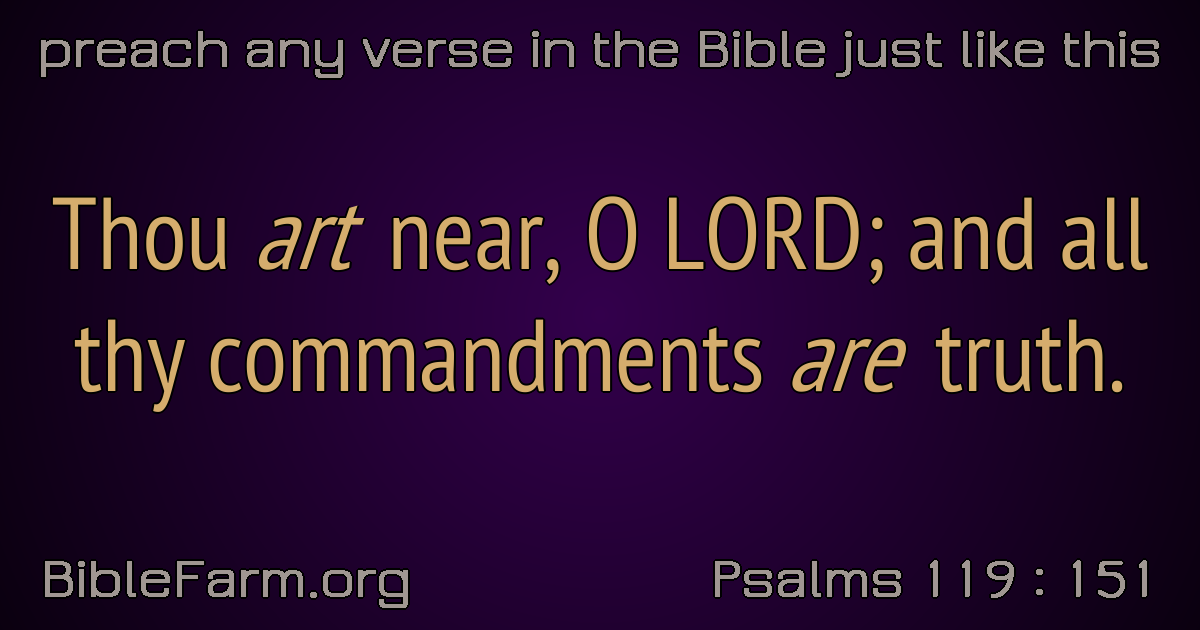 preach any verse in the Bible just like this
Thou art near, O LORD; and all
thy commandments are truth.
BibleFarm.org
Psalms 119 : 151